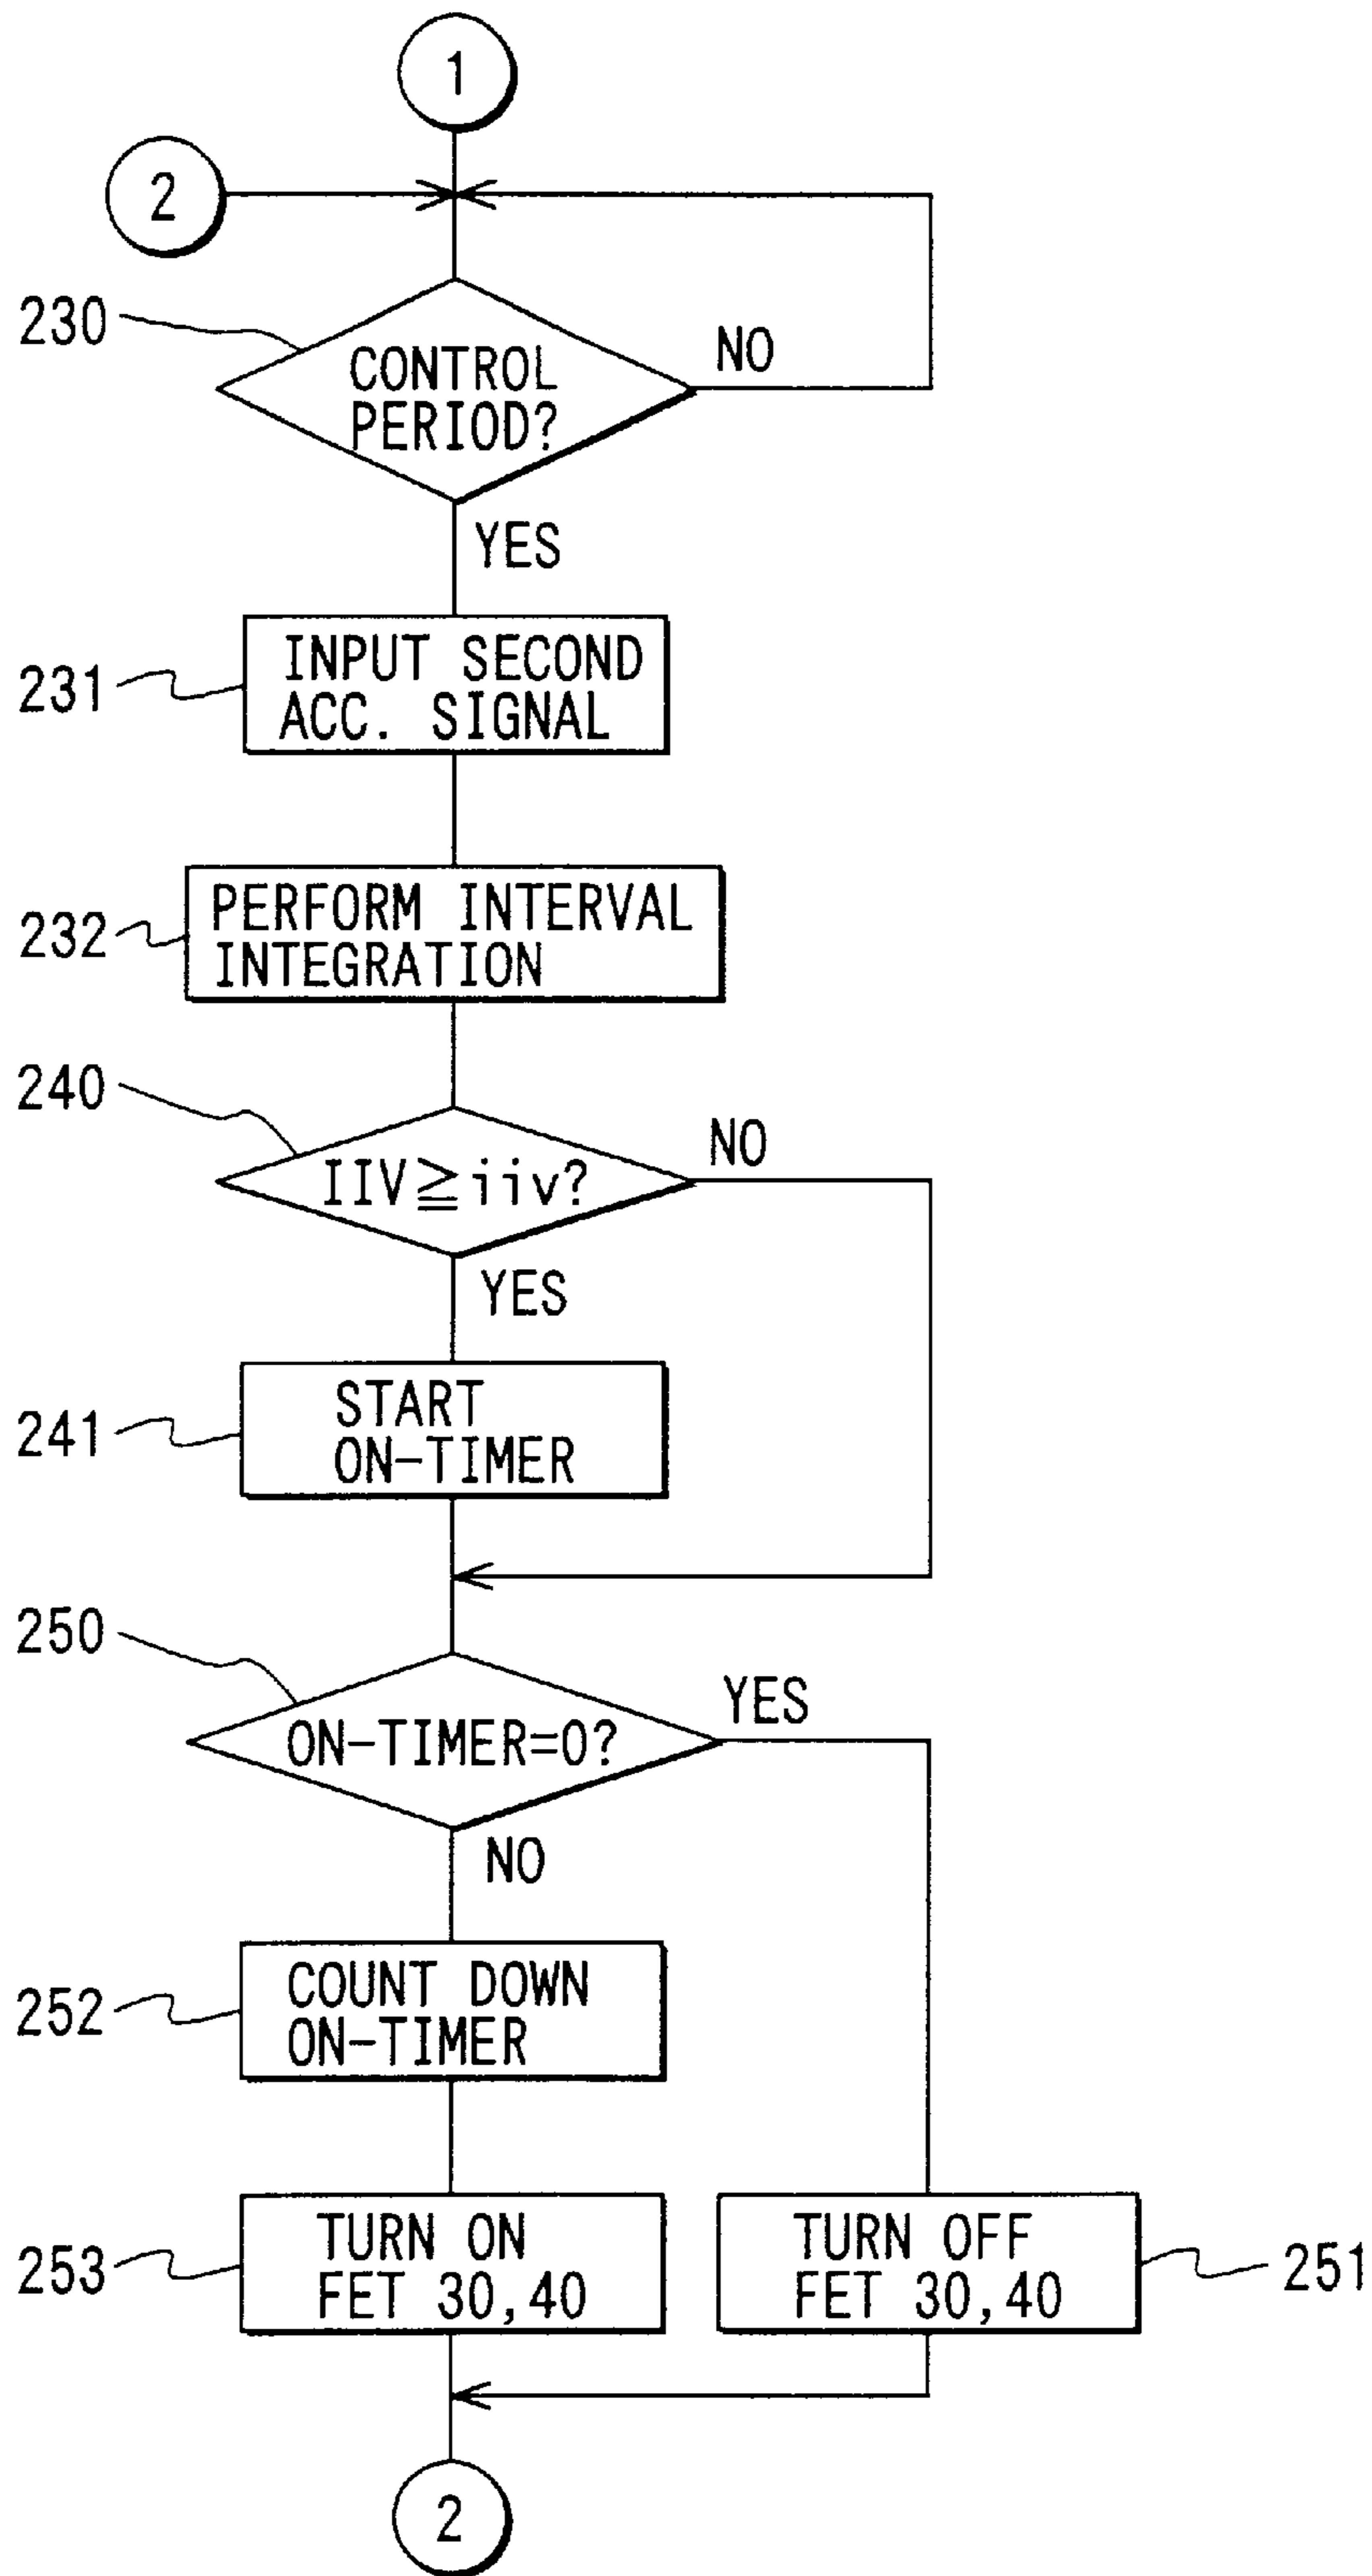 1
2
230
CONTROL
PERIOD?
NO
YES
231
INPUT SECOND
ACC. SIGNAL
232
PERFORM INTERVAL
INTEGRATION
240
IIV≧iiv?
NO
YES
241
START
ON-TIMER
250
ON-TIMER=0?
YES
NO
252
COUNT DOWN
ON-TIMER
253
TURN ON
FET 30,40
TURN OFF
FET 30,40
251
2